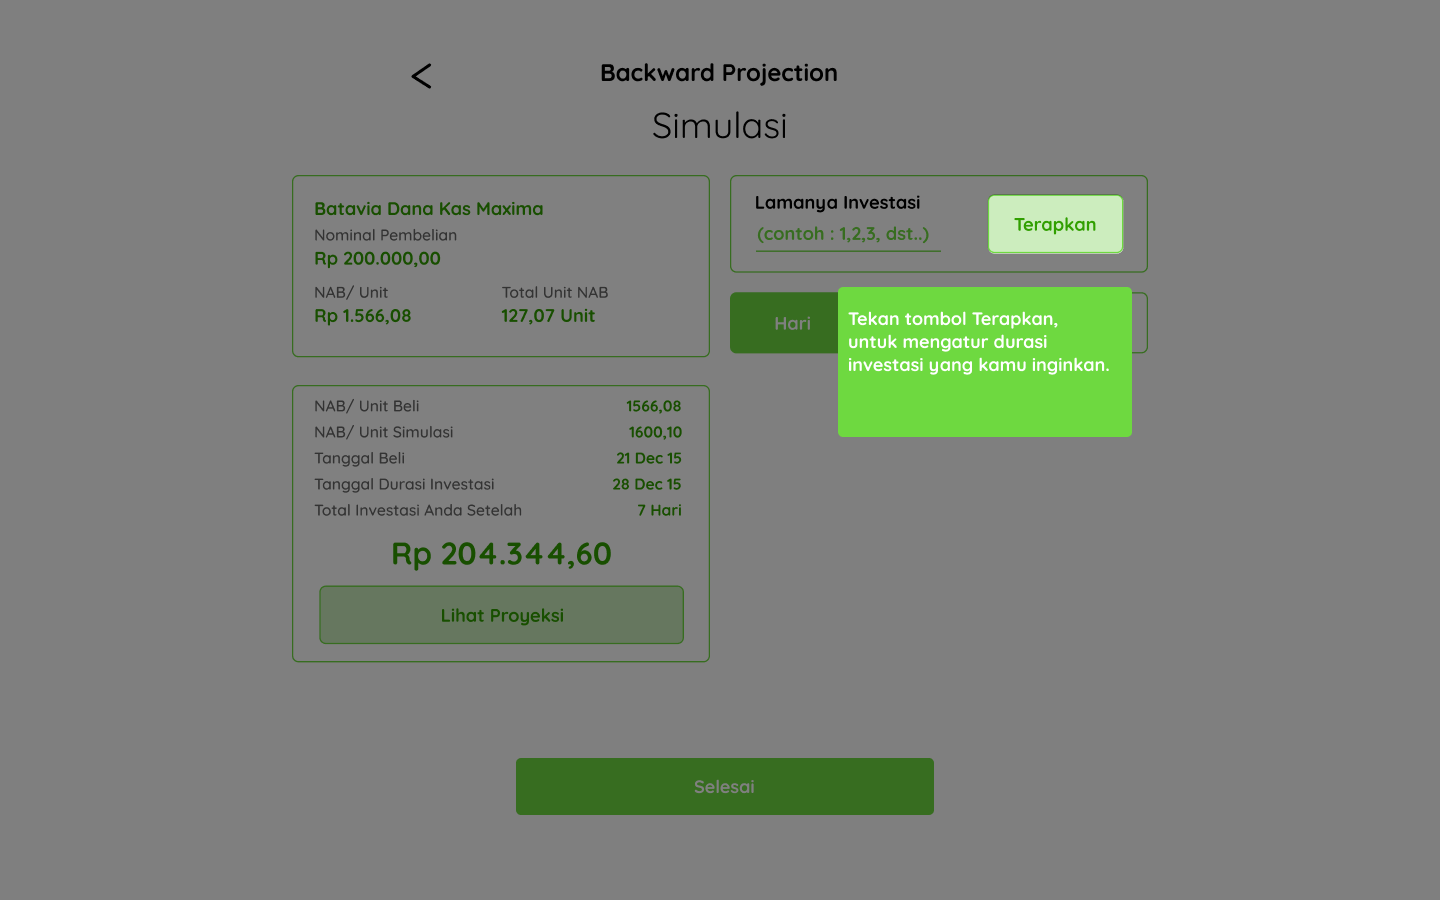 Backward Projection
Simulasi
Batavia Dana Kas Maxima
Nominal Pembelian
Rp 200.000,00
NAB/ Unit
Total Unit NAB
Rp 1.566,08
127,07 Unit
Lamanya Investasi
(contoh : 1,2,3, dst..)
Terapkan
Hari
Tekan tombol Terapkan,
untuk mengatur durasi
investasi yang kamu inginkan.
NAB/ Unit Beli 1566,08
NAB/ Unit Simulasi 1600,10
Tanggal Beli 21 Dec 15
Tanggal Durasi Investasi 28 Dec 15
Total Investasi Anda Setelah 7 Hari
Rp 204.344,60
Lihat Proyeksi
Selesai